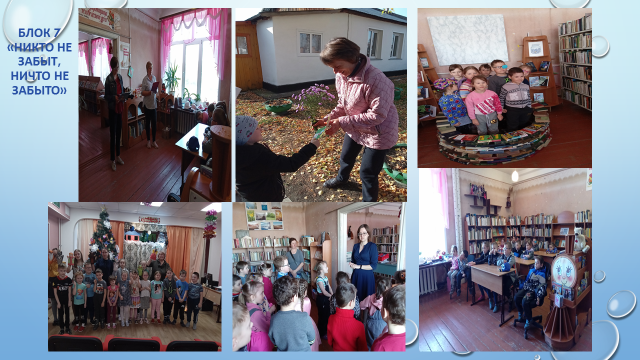 БЛОК 7
«НИКТО НЕ
ЗАБЫТ,
НИЧТО НЕ
ЗАБЫТО»